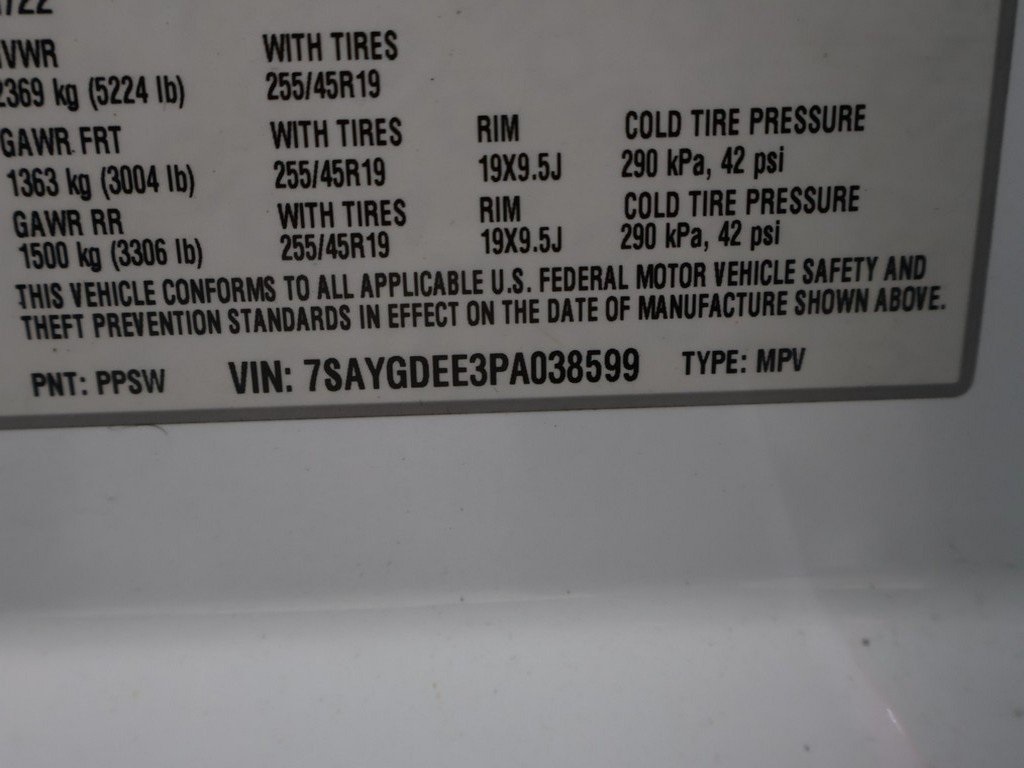 /22
VWR WITH TIRES
2369 kg (5224 lb) 255/45R19
GAWR FRT WITH TIRES RIM COLD TIRE PRESSURE
1363 kg (3004 lb) 255/45R19 19X9.5J 290 kPa, 42 psi
GAWR RR WITH TIRES RIM COLD TIRE PRESSURE
1500 kg (3306 lb) 255/45R19 19X9.5J 290 kPa, 42 psi
THIS VEHICLE CONFORMS TO ALL APPLICABLE U.S. FEDERAL MOTOR VEHICLE SAFETY AND
THEFT PREVENTION STANDARDS IN EFFECT ON THE DATE OF MANUFACTURE SHOWN ABOVE.
PNT: PPSW VIN: 7SAYGDEE3PA038599 TYPE: MPV